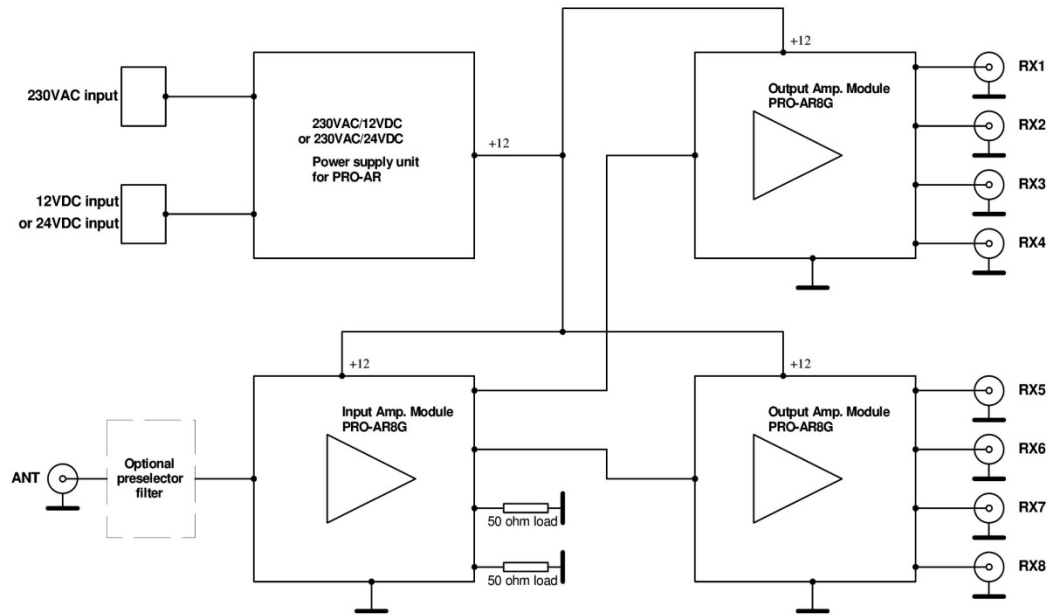 +12
+12
230VAC input
230VAC/12VDC
or 230VAC/24VDC
Power supply unit
for PRO-AR
+12
12VDC input
or 24VDC input
Output Amp. Module
PRO-AR8G
RX1
RX2
RX3
RX4
+12
+12
ANT
Optional
preselector
filter
Input Amp. Module
PRO-AR8G
50 ohm load
50 ohm load
Output Amp. Module
PRO-AR8G
RX5
RX6
RX7
RX8